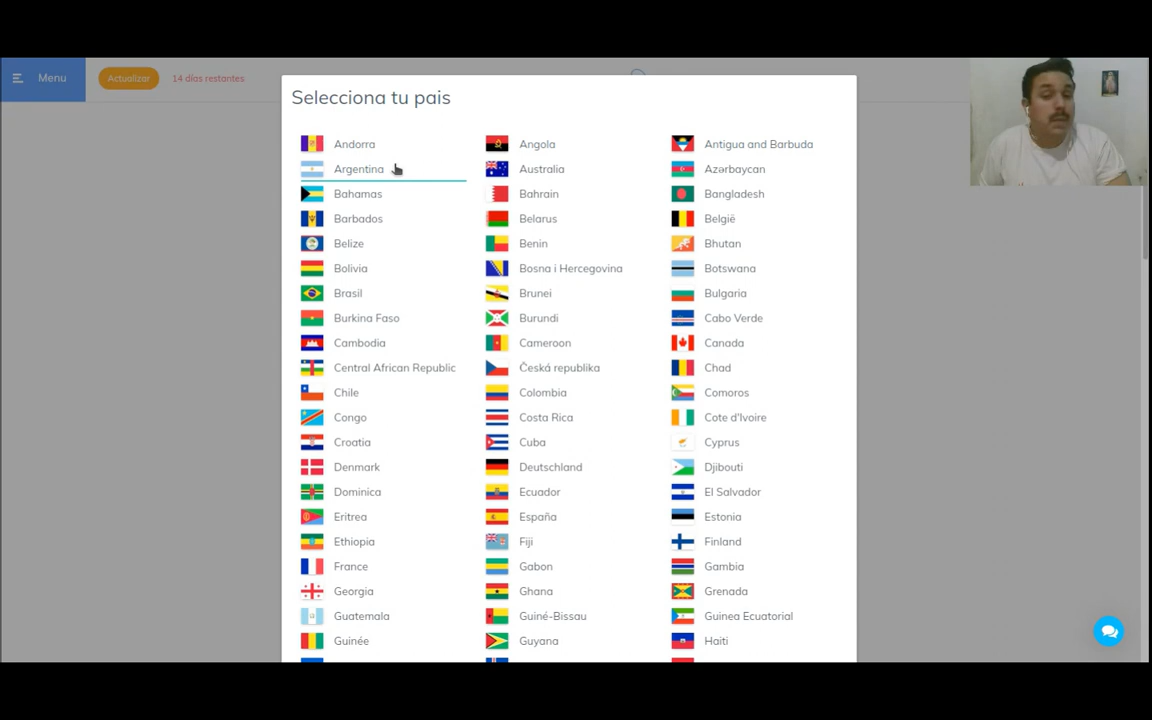 Menu
Actualizar
14 días restantes
Selecciona tu pais
Andorra Angola Antigua and Barbuda
Argentina Australia Azərbaycan
Bahamas Bahrain Bangladesh
Barbados Belarus België
Belize Benin Bhutan
Bolivia Bosna i Hercegovina Botswana
Brasil Brunei Bulgaria
Burkina Faso Burundi Cabo Verde
Cambodia Cameroon Canada
Central African Republic Česká republika Chad
Chile Colombia Comoros
Congo Costa Rica Cote d'Ivoire
Croatia Cuba Cyprus
Denmark Deutschland Djibouti
Dominica Ecuador El Salvador
Eritrea España Estonia
Ethiopia Fiji Finland
France Gabon Gambia
Georgia Ghana Grenada
Guatemala Guiné-Bissau Guinea Ecuatorial
Guinée Guyana Haiti